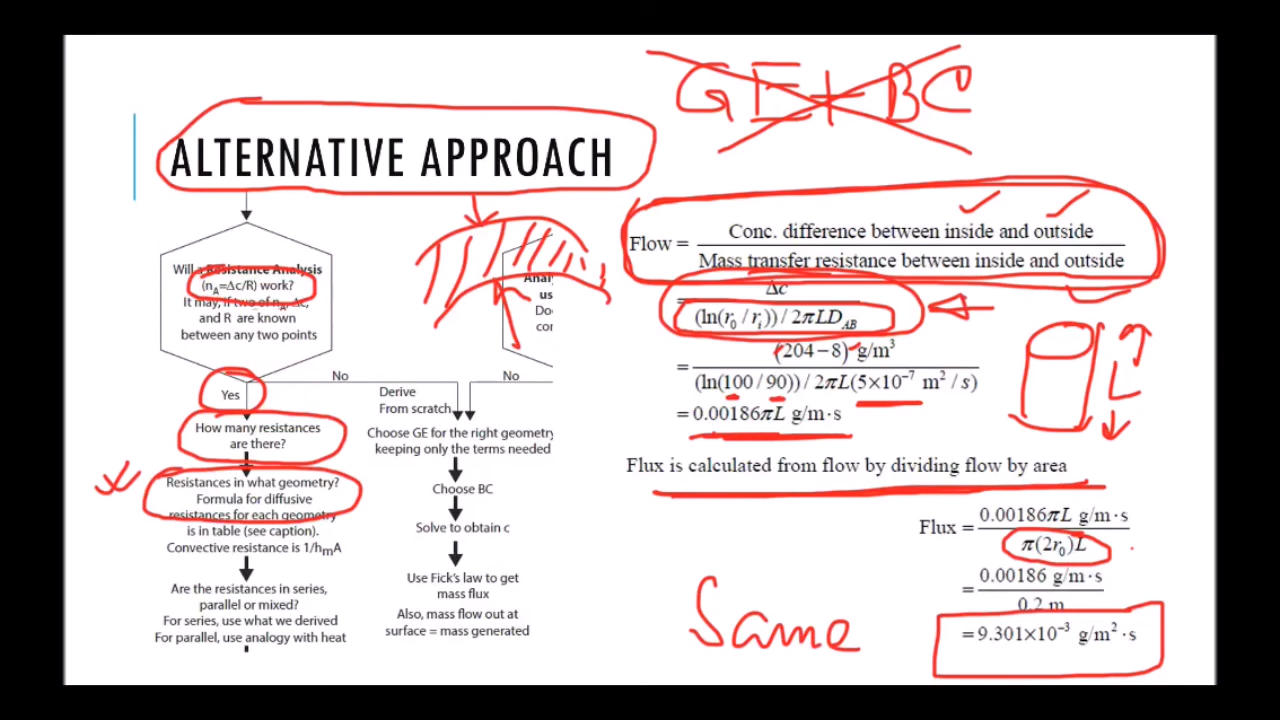 GE + BC
ALTERNATIVE APPROACH
Will a Resistance Analysis
(nA=Δc/R) work?
It may, if two of nA, Δc,
and R are known
between any two points
Yes
No
How many resistances
are there?
Resistances in what geometry?
Formula for diffusive
resistances for each geometry
is in table (see caption).
Convective resistance is 1/hmA
Are the resistances in series,
parallel or mixed?
For series, use what we derived
For parallel, use analogy with heat
Derive
From scratch
No
Choose GE for the right geometry
keeping only the terms needed
Choose BC
Solve to obtain c
Use Fick's law to get
mass flux
Also, mass flow out at
surface = mass generated
Flow = Conc. difference between inside and outside
Mass transfer resistance between inside and outside
= Δc
(ln(r0 / ri)) / 2πLDAB
= (204−8) g/m³
(ln(100 / 90)) / 2πL(5×10⁻⁷ m² / s)
= 0.00186πL g/m·s
L
Flux is calculated from flow by dividing flow by area
Flux = 0.00186πL g/m·s
π(2r0)L
= 0.00186 g/m·s
0.2 m
= 9.301×10⁻³ g/m²·s
Same